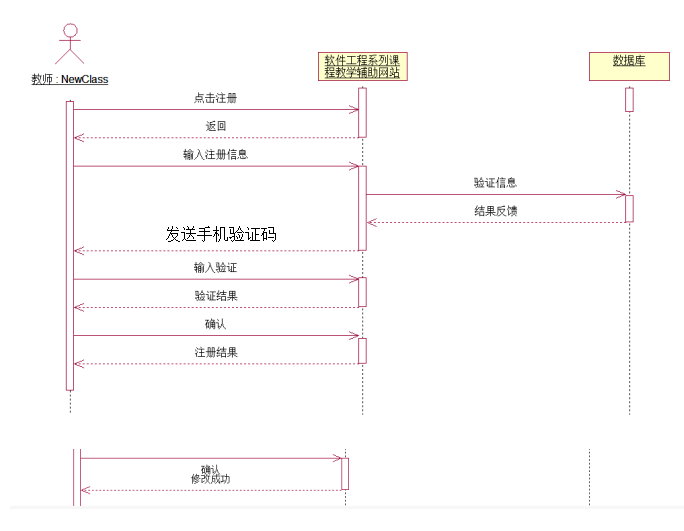 教师 : NewClass
软件工程系列课
程教学辅助网站
数据库
点击注册
返回
输入注册信息
验证信息
结果反馈
发送手机验证码
输入验证
验证结果
确认
注册结果
确认
修改成功